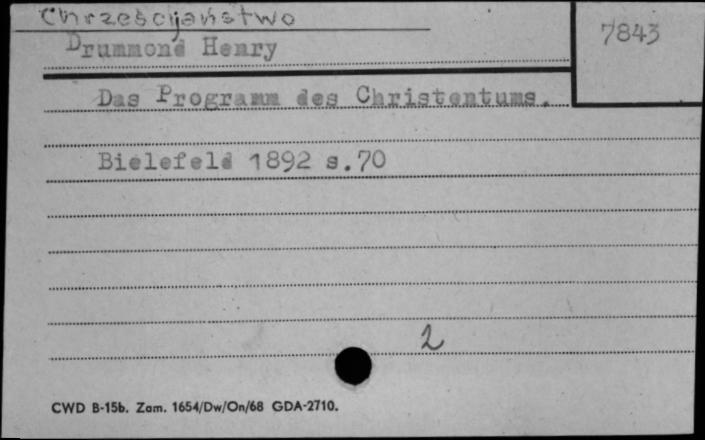 Chrześcijaństwo
7843
Drummond Henry
Das Programm des Christentums.
Bielefeld 1892 s.70
2
CWD B-15b. Zam. 1654/Dw/On/68 GDA-2710.